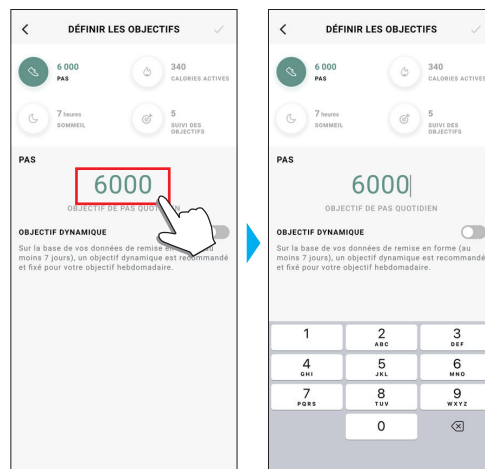 DÉFINIR LES OBJECTIFS
6 000
PAS
340
CALORIES ACTIVES
7 heures
SOMMEIL
5
SUIVI DES
OBJECTIFS
PAS
6000
OBJECTIF DE PAS QUOTIDIEN
OBJECTIF DYNAMIQUE
Sur la base de vos données de remise en au
moins 7 jours), un objectif dynamique est recommandé
et fixé pour votre objectif hebdomadaire.
DÉFINIR LES OBJECTIFS
6 000
PAS
340
CALORIES ACTIVES
7 heures
SOMMEIL
5
SUIVI DES
OBJECTIFS
PAS
6000
OBJECTIF DE PAS QUOTIDIEN
OBJECTIF DYNAMIQUE
Sur la base de vos données de remise en forme (au
moins 7 jours), un objectif dynamique est recommandé
et fixé pour votre objectif hebdomadaire.
1 2 3
ABC DEF
4 5 6
GHI JKL MNO
7 8 9
PQRS TUV WXYZ
0